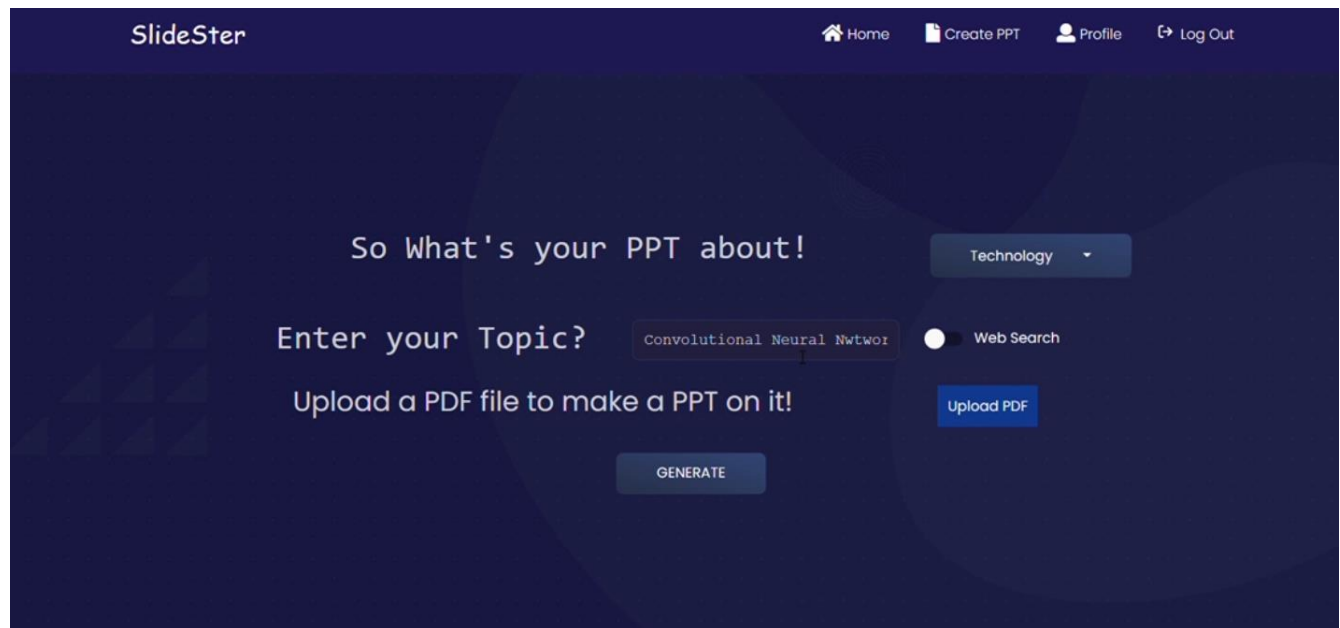 SlideSter Home Create PPT Profile Log Out
So What's your PPT about! Technology
Enter your Topic? Convolutional Neural Nwtwor Web Search
Upload a PDF file to make a PPT on it! Upload PDF
GENERATE